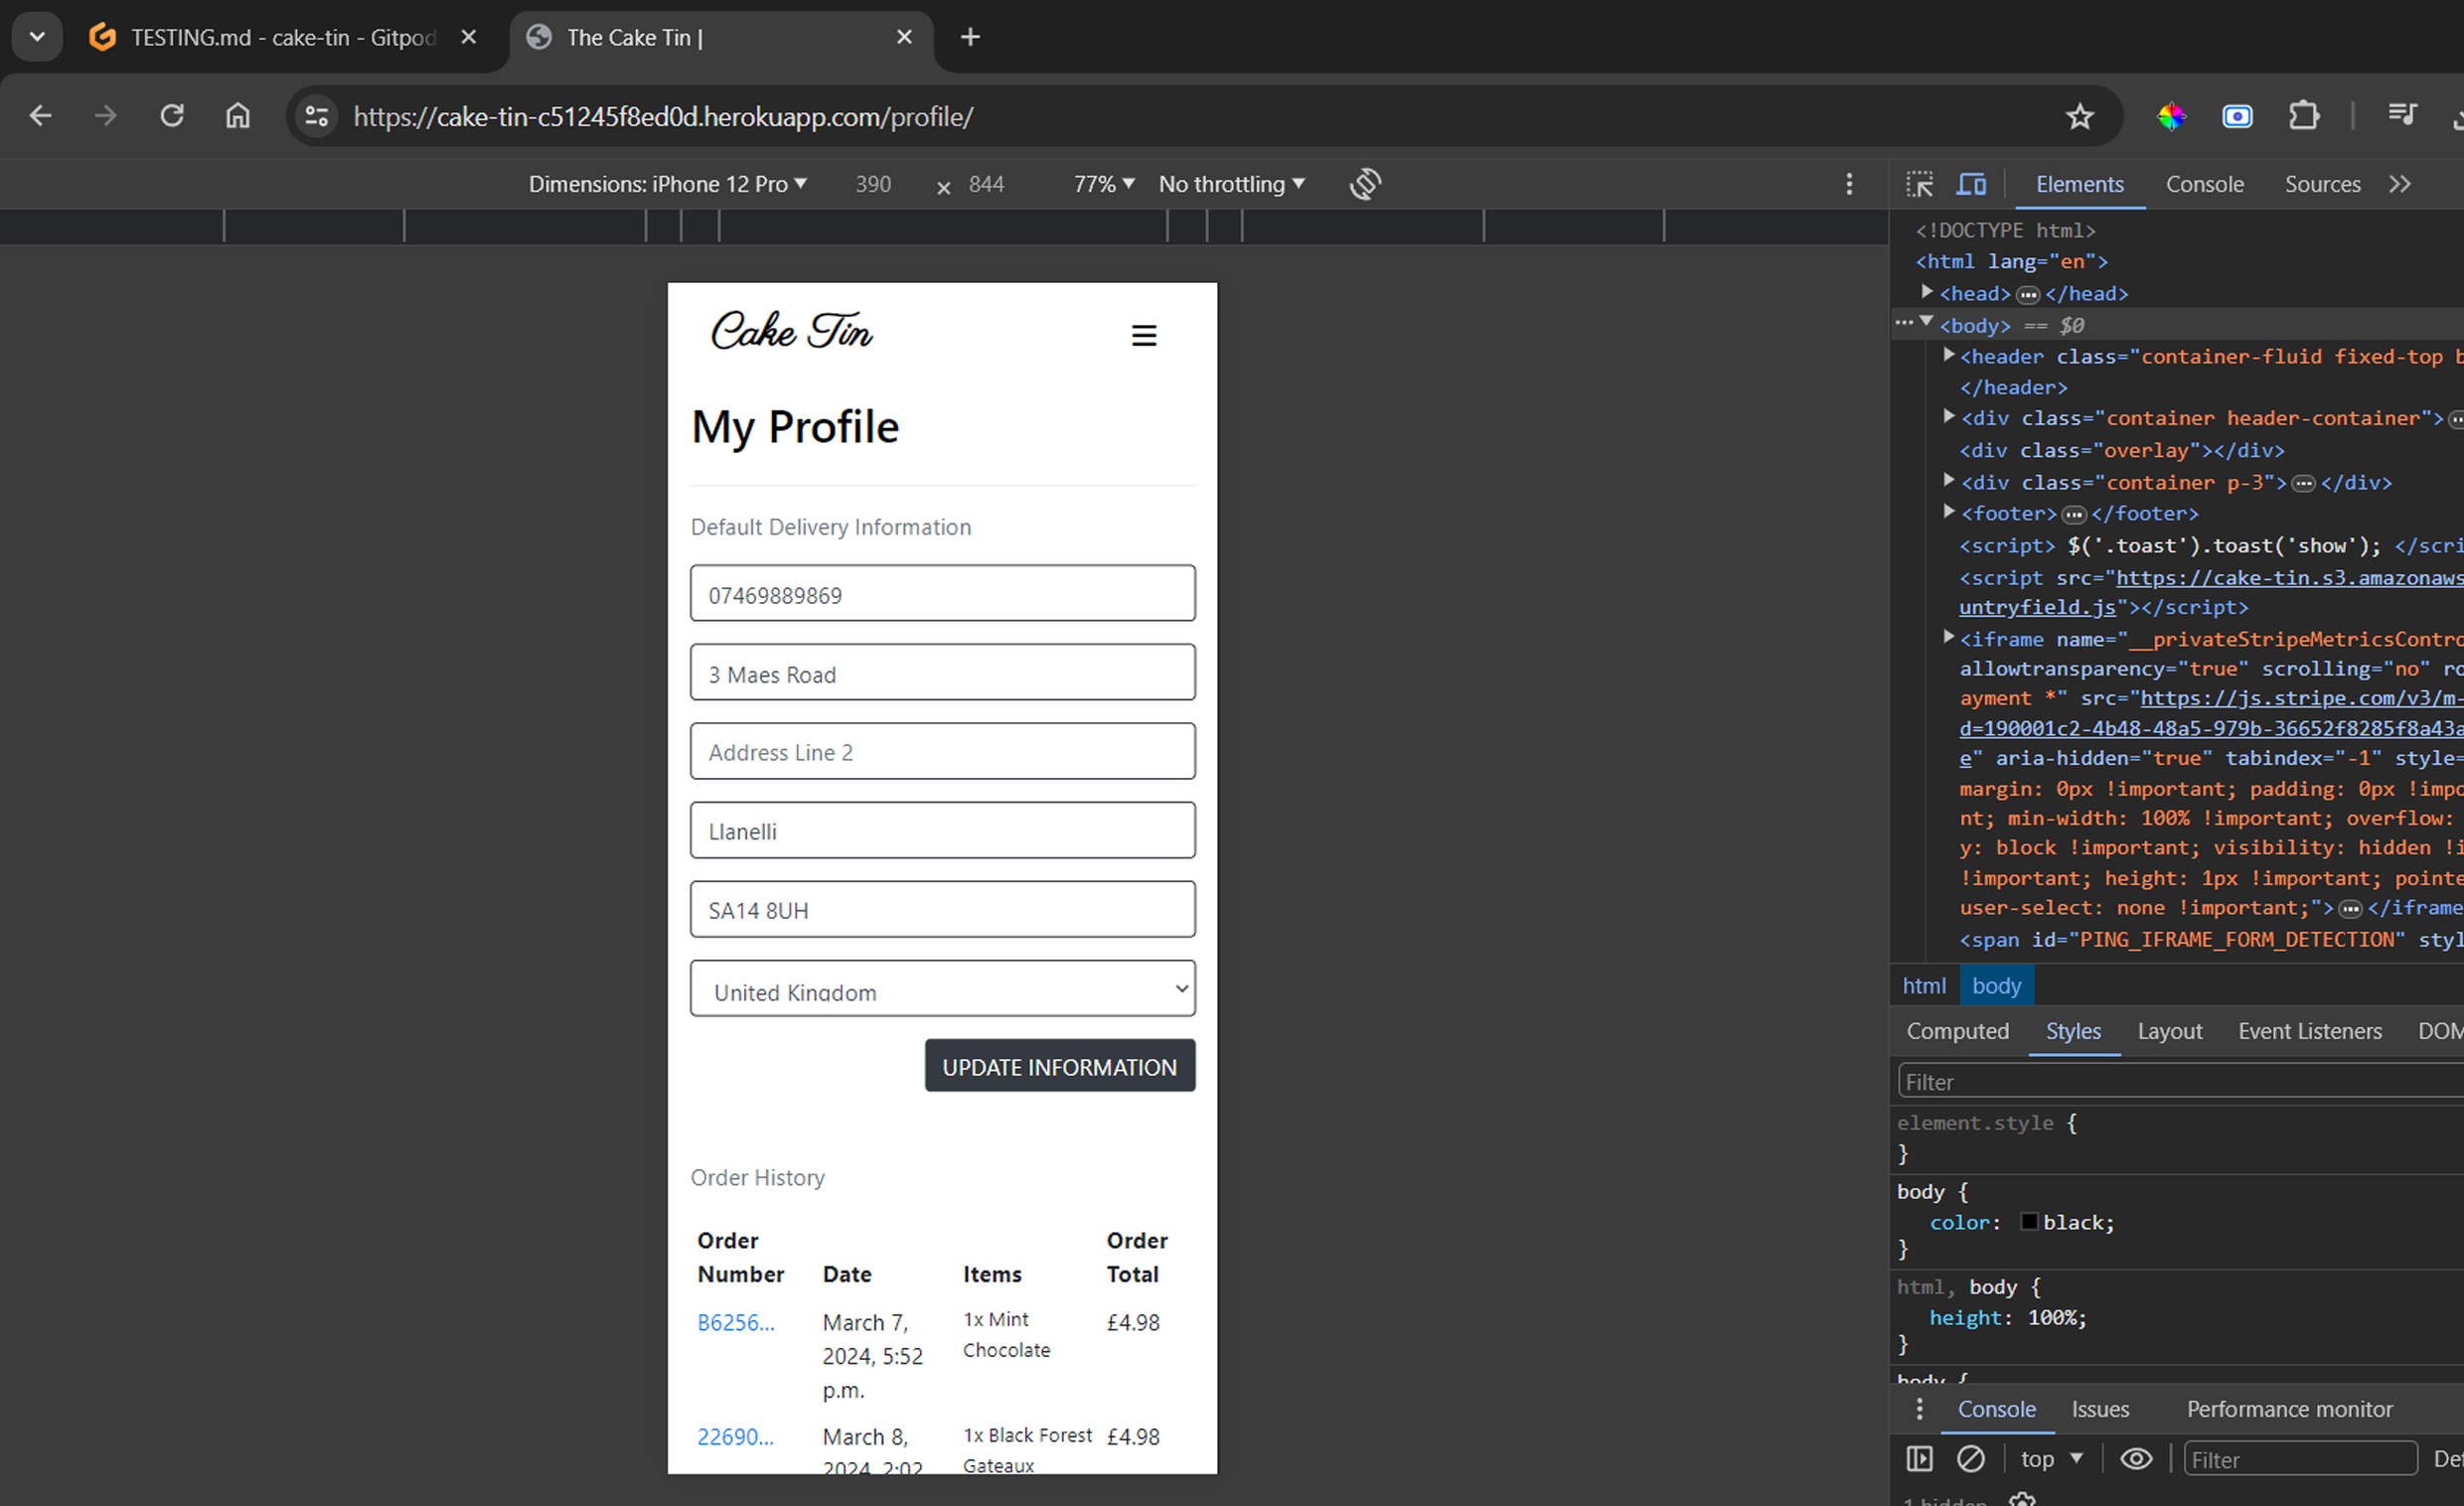 TESTING.md - cake-tin - Gitpod
The Cake Tin |
https://cake-tin-c51245f8ed0d.herokuapp.com/profile/
Dimensions: iPhone 12 Pro 390 × 844 77% No throttling
Cake Tin
My Profile
Default Delivery Information
07469889869
3 Maes Road
Address Line 2
Llanelli
SA14 8UH
United Kingdom
UPDATE INFORMATION
Order History
Order Number Date Items Order Total
B6256... March 7, 2024, 5:52 p.m. 1x Mint Chocolate £4.98
22690... March 8, 2024, 2:02 1x Black Forest Gateaux £4.98
Elements Console Sources
<!DOCTYPE html>
<html lang="en">
<head> ... </head>
... <body> == $0
<header class="container-fluid fixed-top b
</header>
<div class="container header-container"> ...
<div class="overlay"></div>
<div class="container p-3"> ... </div>
<footer> ... </footer>
<script> $('.toast').toast('show'); </scri
<script src="https://cake-tin.s3.amazonaws
untryfield.js"></script>
<iframe name="__privateStripeMetricsContro
allowtransparency="true" scrolling="no" ro
ayment *" src="https://js.stripe.com/v3/m-
d=190001c2-4b48-48a5-979b-36652f8285f8a43a
e" aria-hidden="true" tabindex="-1" style=
margin: 0px !important; padding: 0px !impo
nt; min-width: 100% !important; overflow:
y: block !important; visibility: hidden !i
!important; height: 1px !important; pointe
user-select: none !important;"> ... </iframe
<span id="PING_IFRAME_FORM_DETECTION" styl
html body
Computed Styles Layout Event Listeners DOM
Filter
element.style {
}
body {
color: black;
}
html, body {
height: 100%;
}
body {
Console Issues Performance monitor
top Filter Def
1 hidden